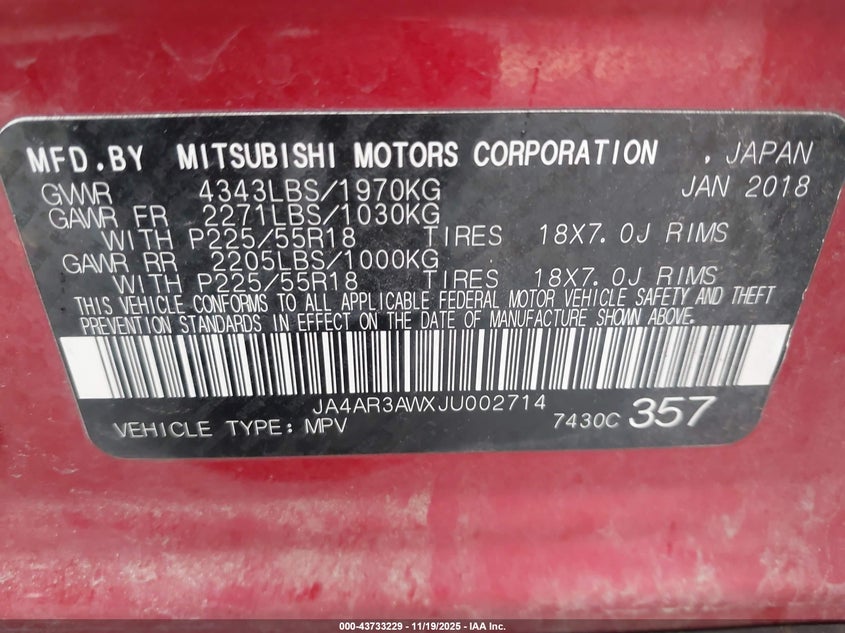 MFD.BY MITSUBISHI MOTORS CORPORATION . JAPAN
GVWR 4343LBS/1970KG JAN 2018
GAWR FR 2271LBS/1030KG
WITH P225/55R18 TIRES 18X7.0J RIMS
GAWR RR 2205LBS/1000KG
WITH P225/55R18 TIRES 18X7.0J RIMS
THIS VEHICLE CONFORMS TO ALL APPLICABLE FEDERAL MOTOR VEHICLE SAFETY AND THEFT
PREVENTION STANDARDS IN EFFECT ON THE DATE OF MANUFACTURE SHOWN ABOVE.
JA4AR3AWXJU002714
VEHICLE TYPE: MPV 7430C 357
000-43733229 - 11/19/2025 - IAA Inc.